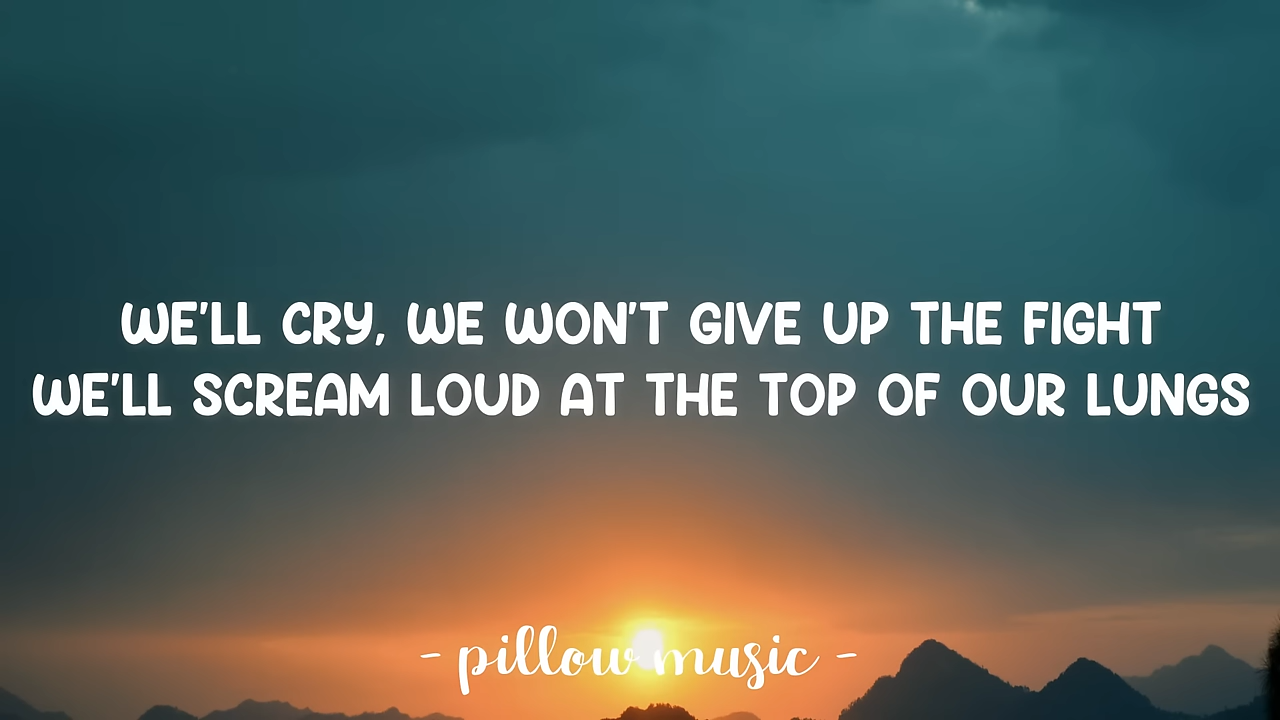 WE'LL CRY, WE WON'T GIVE UP THE FIGHT
WE'LL SCREAM LOUD AT THE TOP OF OUR LUNGS
- pillow music -